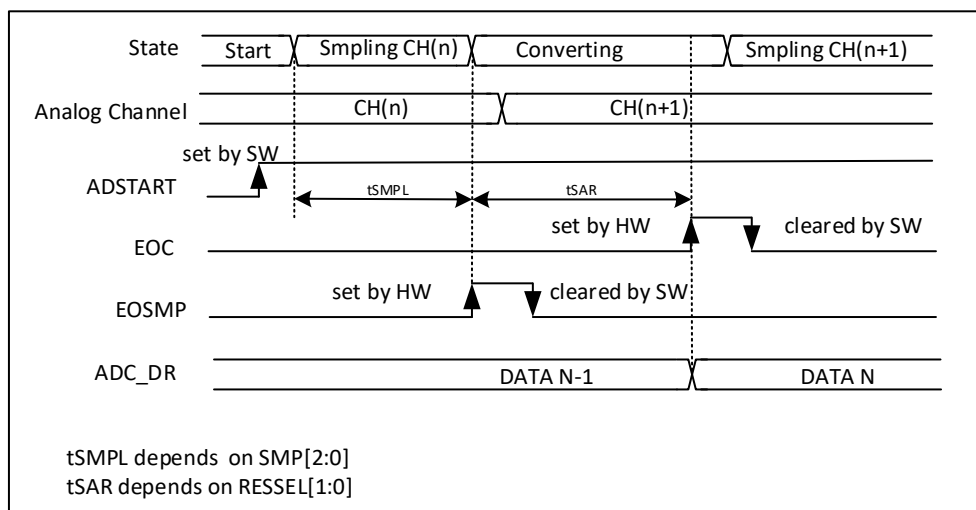 State Start Smpling CH(n) Converting Smpling CH(n+1)
Analog Channel CH(n) CH(n+1)
set by SW
ADSTART
tSMPL tSAR
set by HW cleared by SW
EOC
set by HW cleared by SW
EOSMP
ADC_DR DATA N-1 DATA N
tSMPL depends on SMP[2:0]
tSAR depends on RESSEL[1:0]